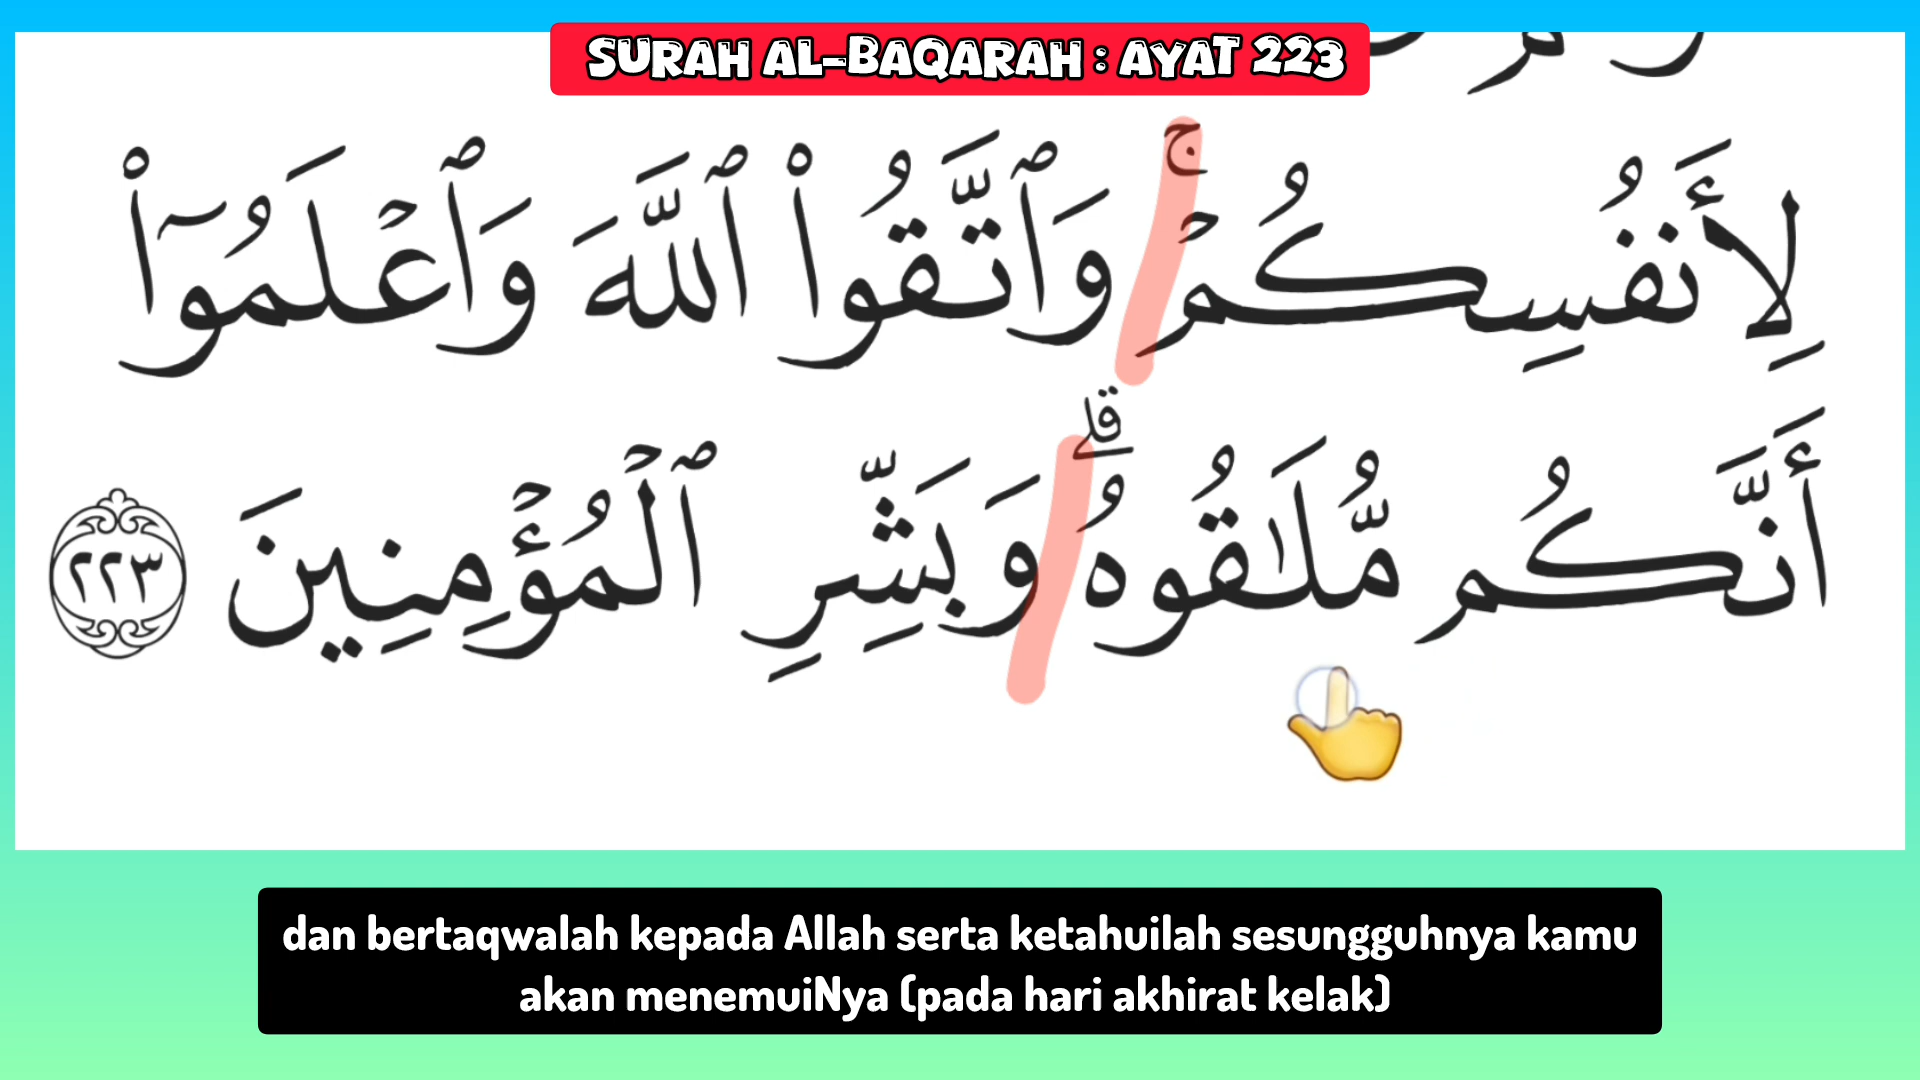 SURAH AL-BAQARAH : AYAT 223
لِأَنفُسِكُمْۚ وَٱتَّقُوا۟ ٱللَّهَ وَٱعْلَمُوٓا۟
أَنَّكُم مُّلَـٰقُوهُۗ وَبَشِّرِ ٱلْمُؤْمِنِينَ ٢٢٣
dan bertaqwalah kepada Allah serta ketahuilah sesungguhnya kamu
akan menemuiNya (pada hari akhirat kelak)